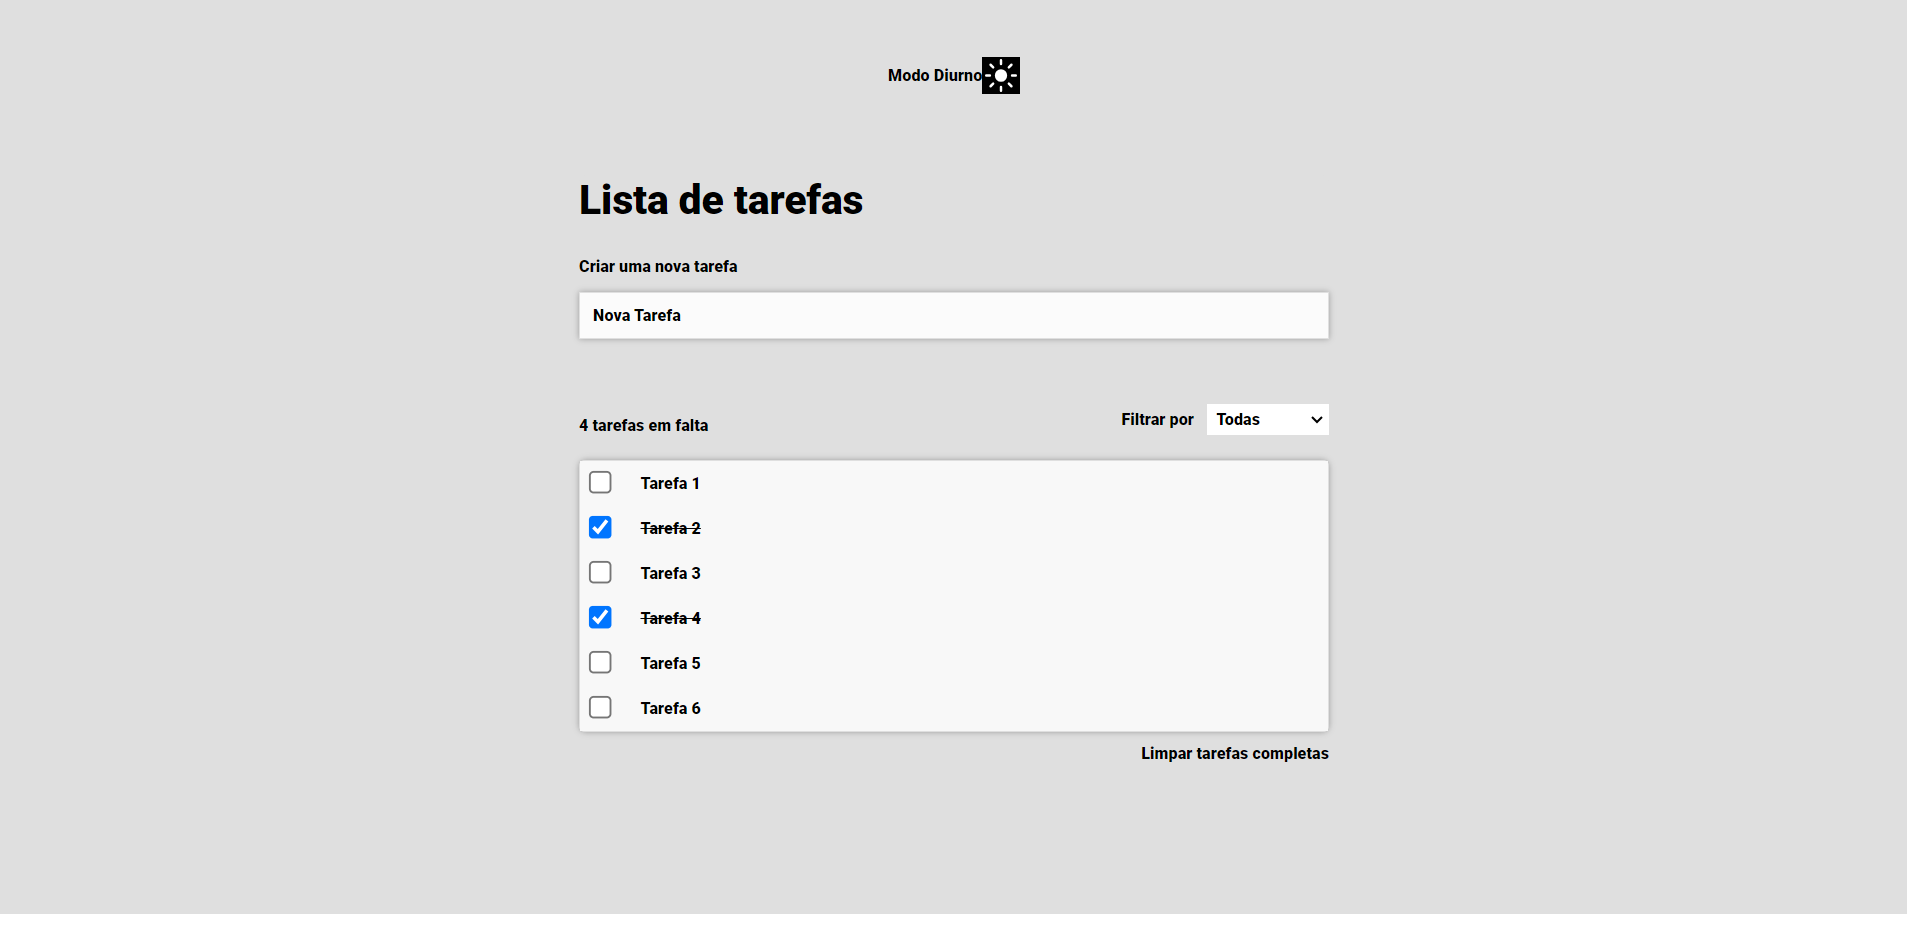 Modo Diurno
Lista de tarefas
Criar uma nova tarefa
Nova Tarefa
4 tarefas em falta
Filtrar por Todas
Tarefa 1
Tarefa 2
Tarefa 3
Tarefa 4
Tarefa 5
Tarefa 6
Limpar tarefas completas